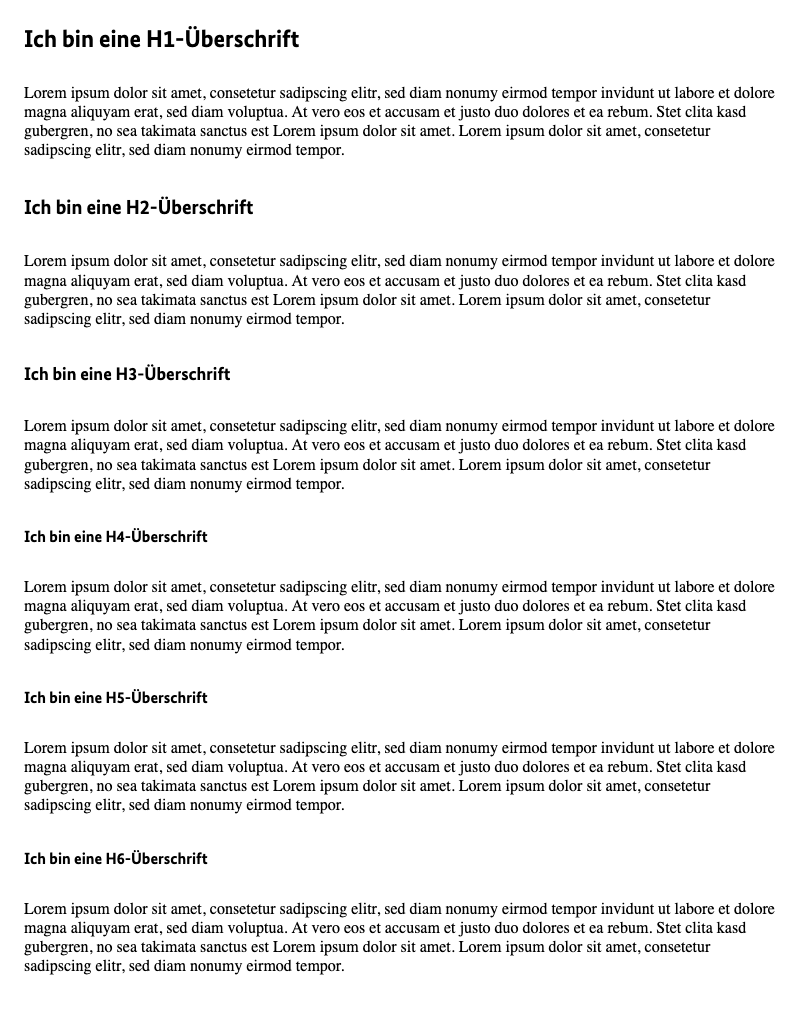 Ich bin eine H1-Überschrift
Lorem ipsum dolor sit amet, consetetur sadipscing elitr, sed diam nonumy eirmod tempor invidunt ut labore et dolore
magna aliquyam erat, sed diam voluptua. At vero eos et accusam et justo duo dolores et ea rebum. Stet clita kasd
gubergren, no sea takimata sanctus est Lorem ipsum dolor sit amet. Lorem ipsum dolor sit amet, consetetur
sadipscing elitr, sed diam nonumy eirmod tempor.
Ich bin eine H2-Überschrift
Lorem ipsum dolor sit amet, consetetur sadipscing elitr, sed diam nonumy eirmod tempor invidunt ut labore et dolore
magna aliquyam erat, sed diam voluptua. At vero eos et accusam et justo duo dolores et ea rebum. Stet clita kasd
gubergren, no sea takimata sanctus est Lorem ipsum dolor sit amet. Lorem ipsum dolor sit amet, consetetur
sadipscing elitr, sed diam nonumy eirmod tempor.
Ich bin eine H3-Überschrift
Lorem ipsum dolor sit amet, consetetur sadipscing elitr, sed diam nonumy eirmod tempor invidunt ut labore et dolore
magna aliquyam erat, sed diam voluptua. At vero eos et accusam et justo duo dolores et ea rebum. Stet clita kasd
gubergren, no sea takimata sanctus est Lorem ipsum dolor sit amet. Lorem ipsum dolor sit amet, consetetur
sadipscing elitr, sed diam nonumy eirmod tempor.
Ich bin eine H4-Überschrift
Lorem ipsum dolor sit amet, consetetur sadipscing elitr, sed diam nonumy eirmod tempor invidunt ut labore et dolore
magna aliquyam erat, sed diam voluptua. At vero eos et accusam et justo duo dolores et ea rebum. Stet clita kasd
gubergren, no sea takimata sanctus est Lorem ipsum dolor sit amet. Lorem ipsum dolor sit amet, consetetur
sadipscing elitr, sed diam nonumy eirmod tempor.
Ich bin eine H5-Überschrift
Lorem ipsum dolor sit amet, consetetur sadipscing elitr, sed diam nonumy eirmod tempor invidunt ut labore et dolore
magna aliquyam erat, sed diam voluptua. At vero eos et accusam et justo duo dolores et ea rebum. Stet clita kasd
gubergren, no sea takimata sanctus est Lorem ipsum dolor sit amet. Lorem ipsum dolor sit amet, consetetur
sadipscing elitr, sed diam nonumy eirmod tempor.
Ich bin eine H6-Überschrift
Lorem ipsum dolor sit amet, consetetur sadipscing elitr, sed diam nonumy eirmod tempor invidunt ut labore et dolore
magna aliquyam erat, sed diam voluptua. At vero eos et accusam et justo duo dolores et ea rebum. Stet clita kasd
gubergren, no sea takimata sanctus est Lorem ipsum dolor sit amet. Lorem ipsum dolor sit amet, consetetur
sadipscing elitr, sed diam nonumy eirmod tempor.